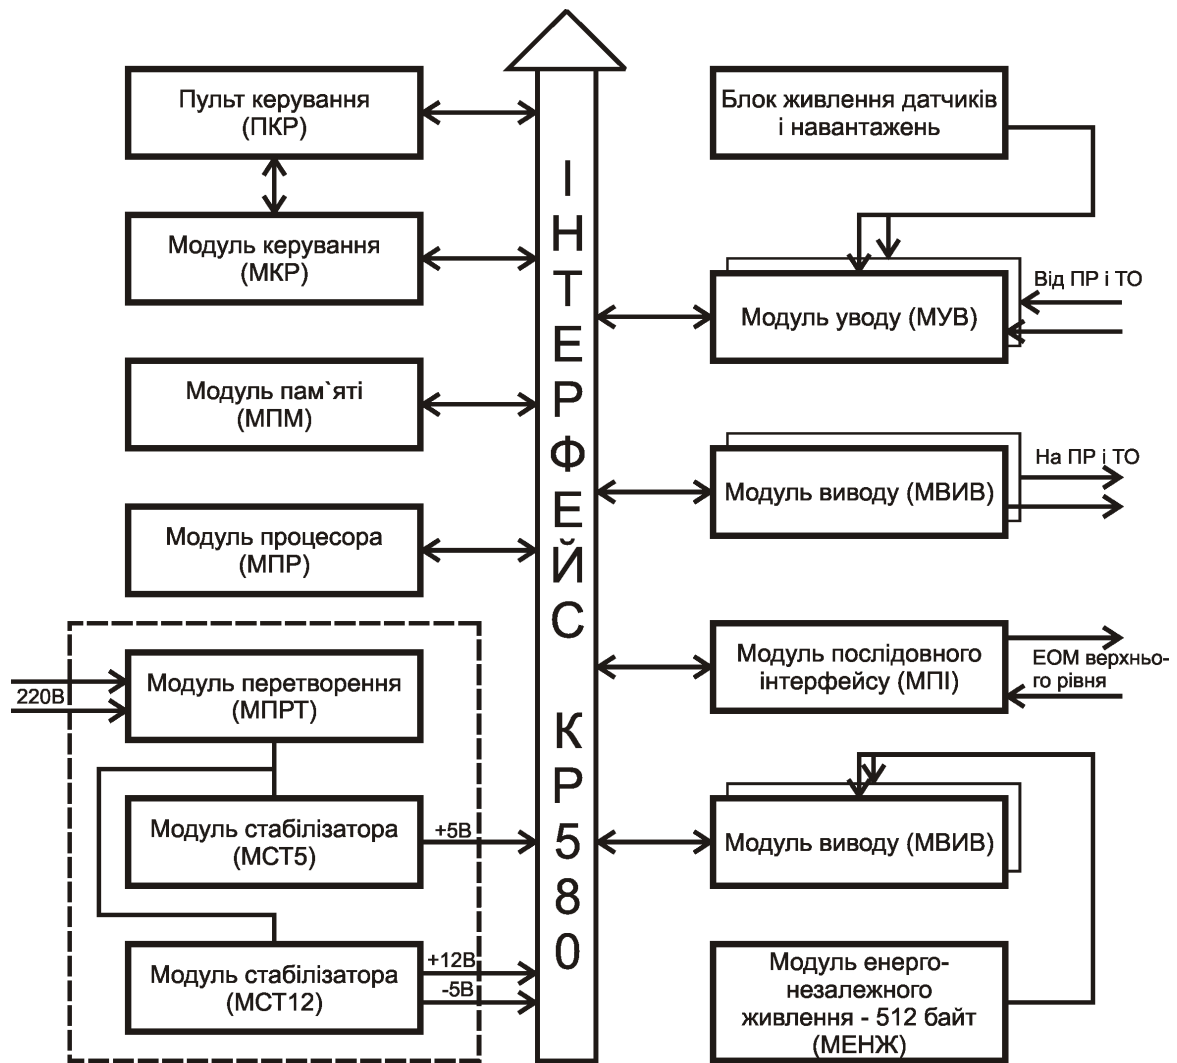 Пульт керування
(ПКР)
Модуль керування
(МКР)
Модуль пам`яті
(МПМ)
Модуль процесора
(МПР)
220В
Модуль перетворення
(МПРТ)
Модуль стабілізатора
(МСТ5)
+5В
Модуль стабілізатора
(МСТ12)
+12В
-5В
ІНТЕРФЕЙС КР580
Блок живлення датчиків
і навантажень
Модуль уводу (МУВ)
Від ПР і ТО
Модуль виводу (МВИВ)
На ПР і ТО
Модуль послідовного
інтерфейсу (МПІ)
ЕОМ верхньо-
го рівня
Модуль виводу (МВИВ)
Модуль енерго-
незалежного
живлення - 512 байт
(МЕНЖ)